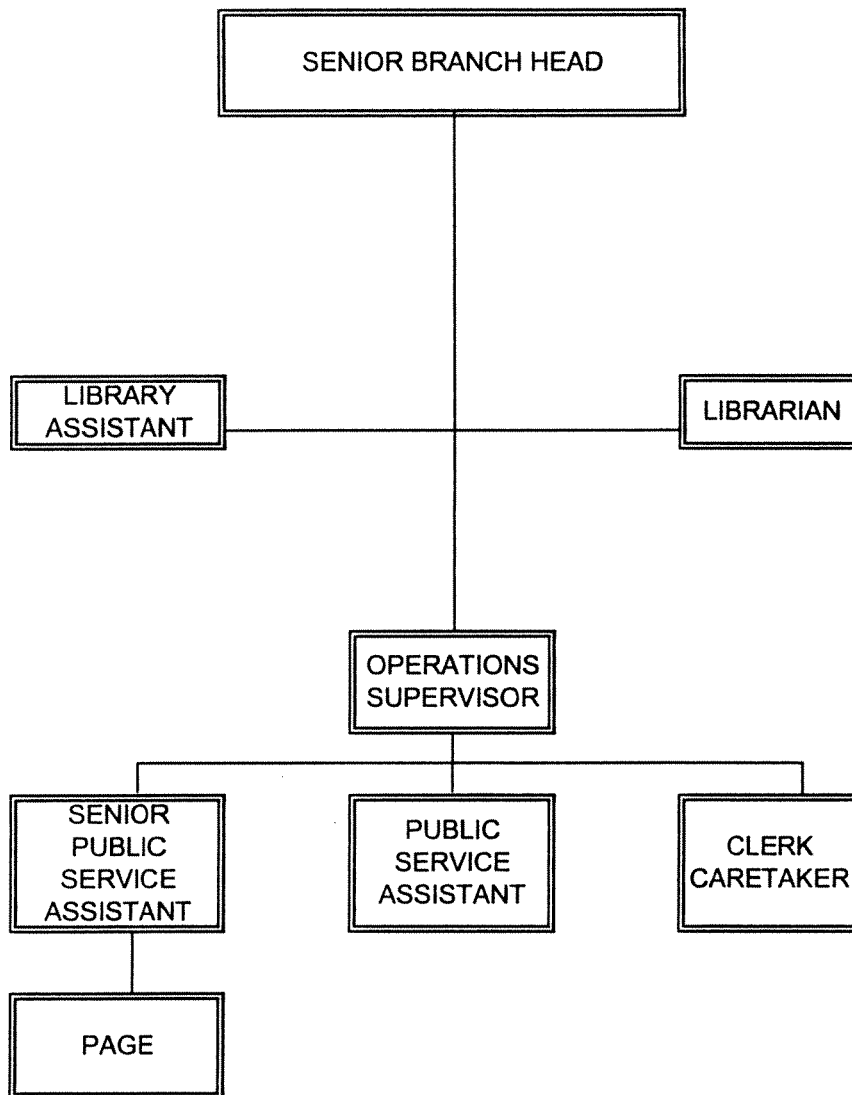 SENIOR BRANCH HEAD
LIBRARY
ASSISTANT
LIBRARIAN
OPERATIONS
SUPERVISOR
SENIOR
PUBLIC
SERVICE
ASSISTANT
PUBLIC
SERVICE
ASSISTANT
CLERK
CARETAKER
PAGE